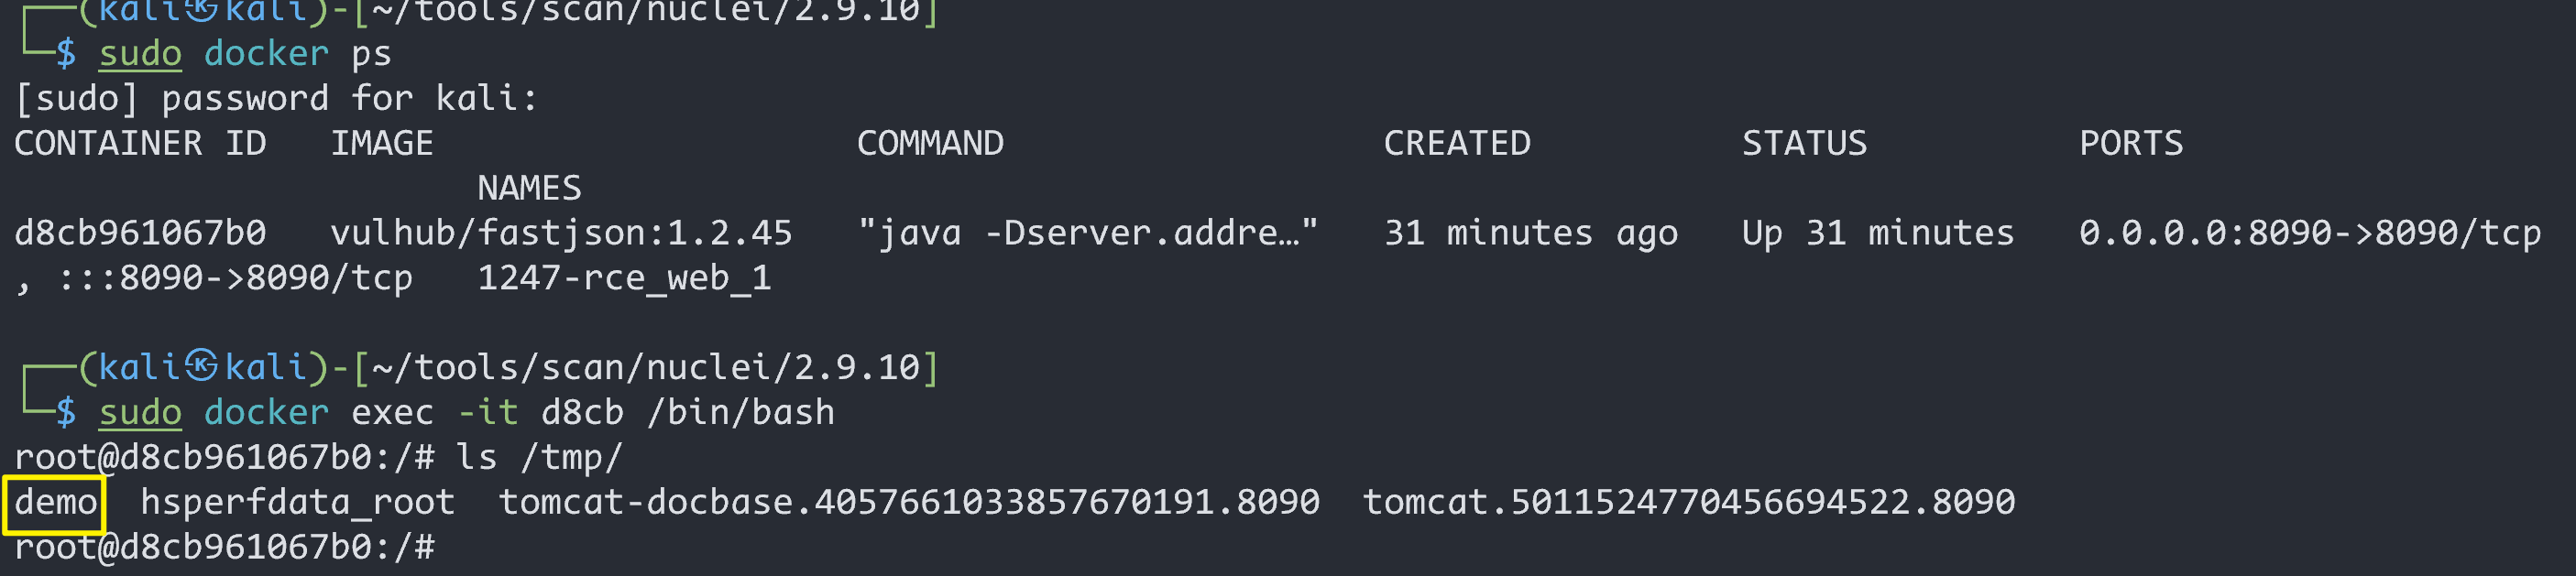 ┌──(kali㉿kali)-[~/tools/scan/nuclei/2.9.10]
└─$ sudo docker ps
[sudo] password for kali:
CONTAINER ID   IMAGE                    COMMAND                  CREATED          STATUS          PORTS
NAMES
d8cb961067b0   vulhub/fastjson:1.2.45   "java -Dserver.addre…"   31 minutes ago   Up 31 minutes   0.0.0.0:8090->8090/tcp
, :::8090->8090/tcp   1247-rce_web_1
┌──(kali㉿kali)-[~/tools/scan/nuclei/2.9.10]
└─$ sudo docker exec -it d8cb /bin/bash
root@d8cb961067b0:/# ls /tmp/
demo  hsperfdata_root  tomcat-docbase.4057661033857670191.8090  tomcat.5011524770456694522.8090
root@d8cb961067b0:/#